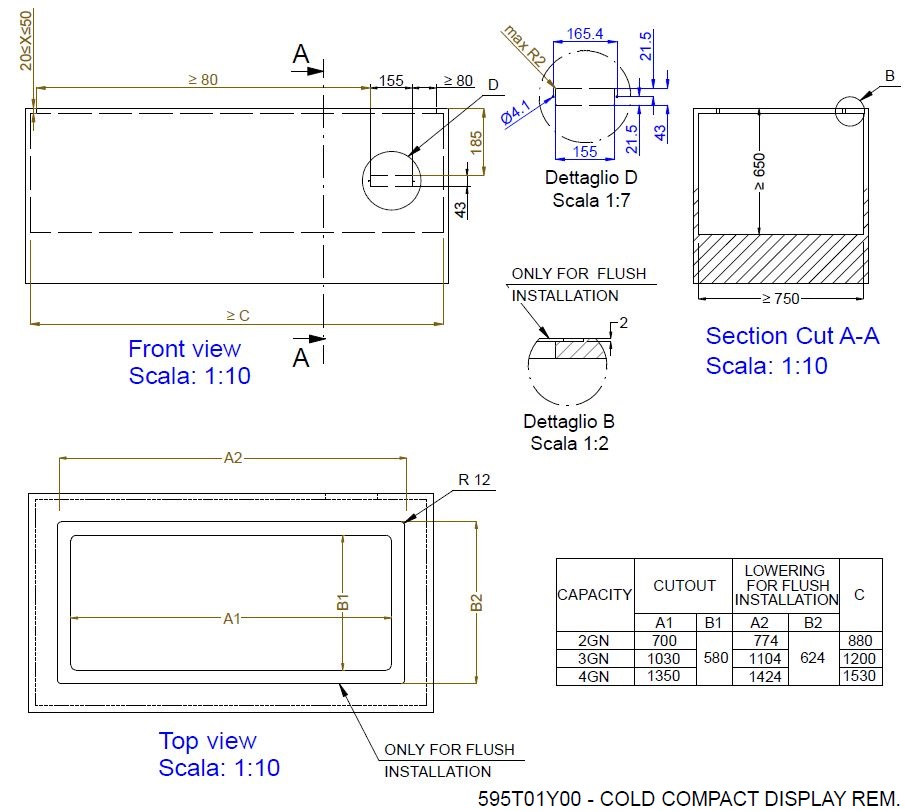 20≤X≤50
A
≥ 80
155
≥ 80
D
185
43
≥ C
A
Front view
Scala: 1:10
max R2
165.4
21.5
Ø4.1
21.5
43
155
Dettaglio D
Scala 1:7
B
≥ 650
≥ 750
Section Cut A-A
Scala: 1:10
ONLY FOR FLUSH
INSTALLATION
2
Dettaglio B
Scala 1:2
A2
R 12
B1
B2
A1
Top view
Scala: 1:10
ONLY FOR FLUSH
INSTALLATION
CAPACITY CUTOUT LOWERING FOR FLUSH INSTALLATION C
A1 B1 A2 B2
2GN 700 774 880
3GN 1030 580 1104 624 1200
4GN 1350 1424 1530
595T01Y00 - COLD COMPACT DISPLAY REM.